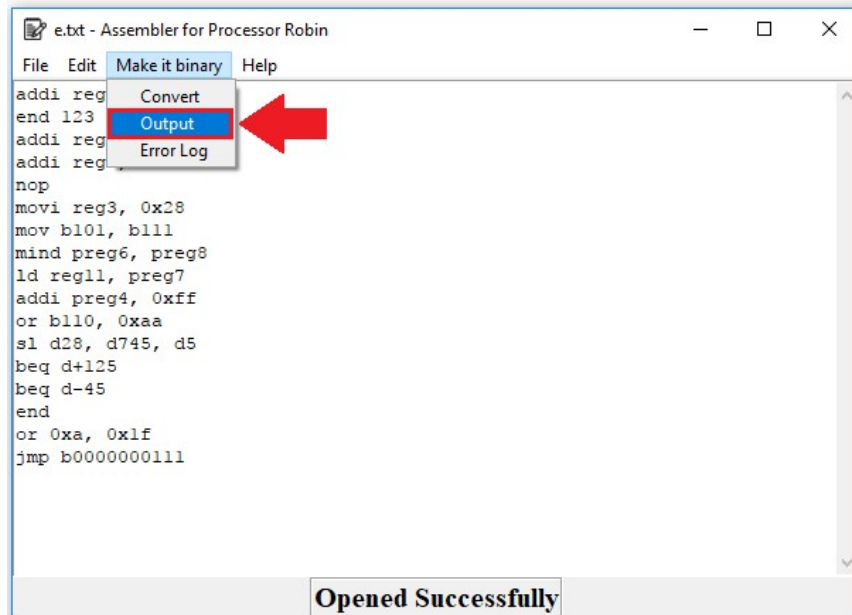 e.txt - Assembler for Processor Robin
File Edit Make it binary Help
Convert
Output
Error Log
addi reg
end 123
addi reg
addi reg
nop
movi reg3, 0x28
mov b101, b111
mind preg6, preg8
ld reg11, preg7
addi preg4, 0xff
or b110, 0xaa
sl d28, d745, d5
beq d+125
beq d-45
end
or 0xa, 0x1f
jmp b0000000111
Opened Successfully